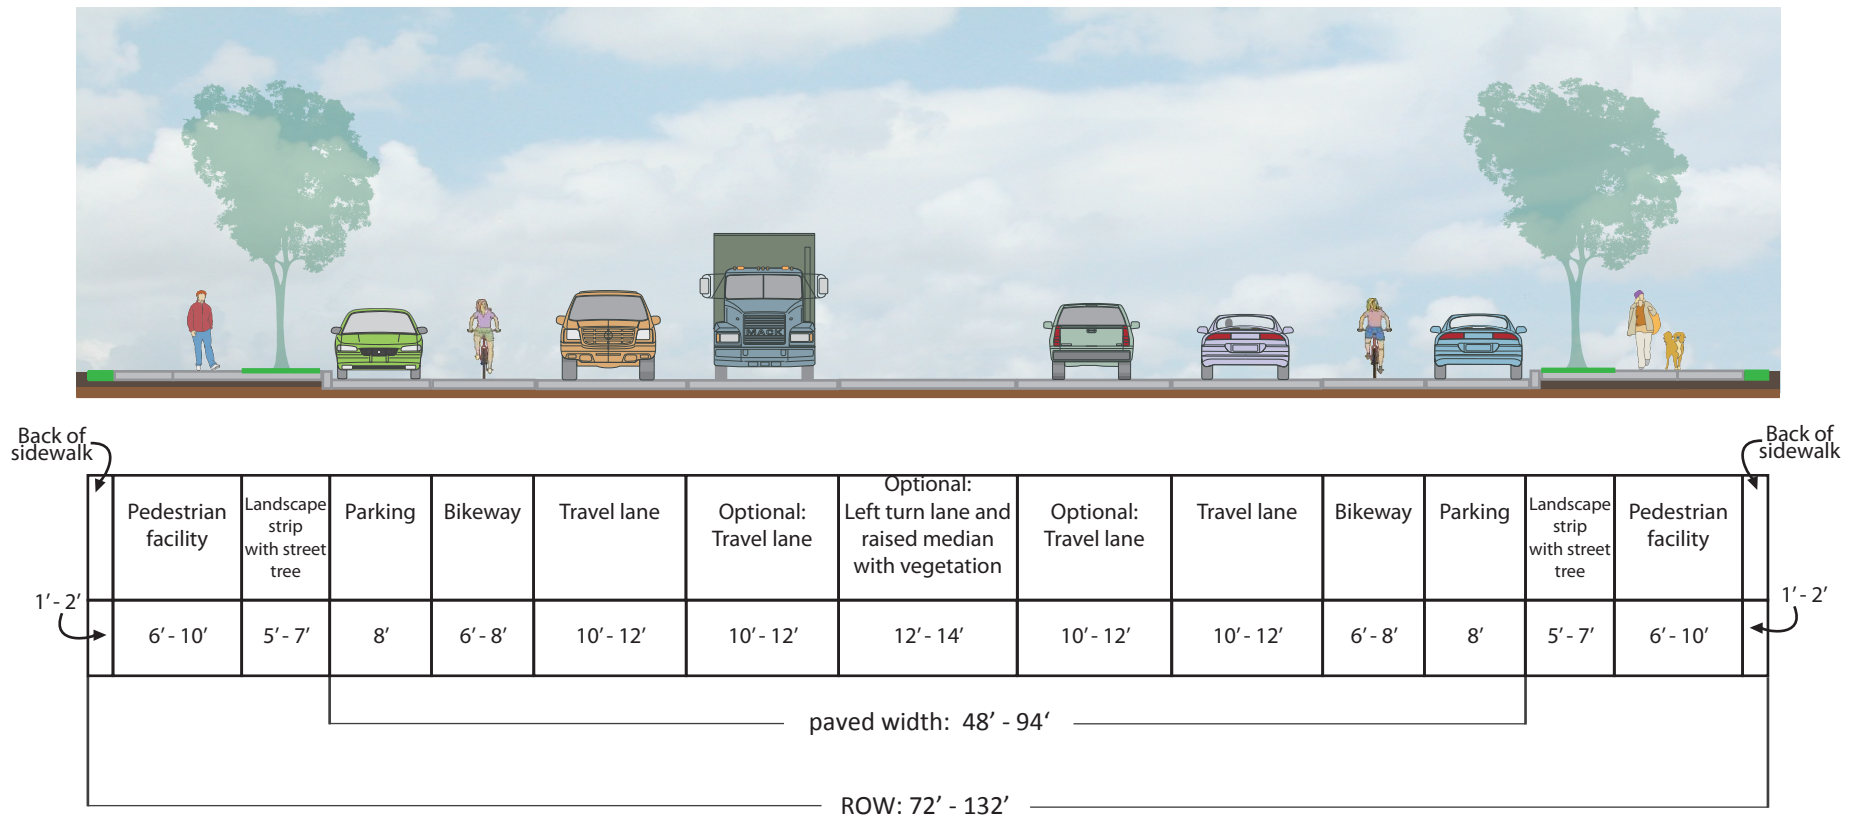 MACK
Back of
sidewalk
Back of
sidewalk
Pedestrian
facility
Landscape
strip
with street
tree
Parking
Bikeway
Travel lane
Optional:
Travel lane
Optional:
Left turn lane and
raised median
with vegetation
Optional:
Travel lane
Travel lane
Bikeway
Parking
Landscape
strip
with street
tree
Pedestrian
facility
1’ - 2’
6’ - 10’
5’ - 7’
8’
6’ - 8’
10’ - 12’
10’ - 12’
12’ - 14’
10’ - 12’
10’ - 12’
6’ - 8’
8’
5’ - 7’
6’ - 10’
1’ - 2’
paved width: 48’ - 94‘
ROW: 72’ - 132’